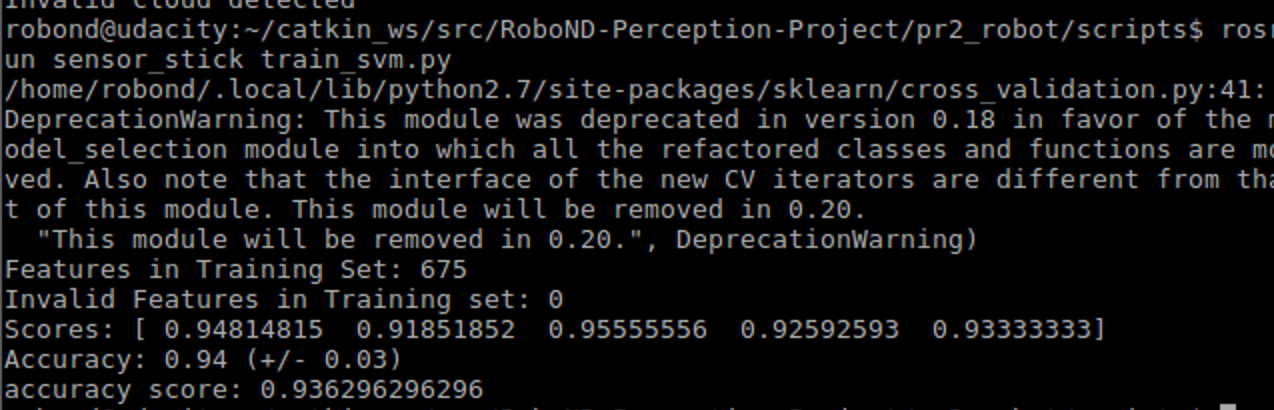 Invalid cloud detected
robond@udacity:~/catkin_ws/src/RoboND-Perception-Project/pr2_robot/scripts$ rosr
un sensor_stick train_svm.py
/home/robond/.local/lib/python2.7/site-packages/sklearn/cross_validation.py:41:
DeprecationWarning: This module was deprecated in version 0.18 in favor of the m
odel_selection module into which all the refactored classes and functions are mo
ved. Also note that the interface of the new CV iterators are different from tha
t of this module. This module will be removed in 0.20.
  "This module will be removed in 0.20.", DeprecationWarning)
Features in Training Set: 675
Invalid Features in Training set: 0
Scores: [ 0.94814815  0.91851852  0.95555556  0.92592593  0.93333333]
Accuracy: 0.94 (+/- 0.03)
accuracy score: 0.936296296296